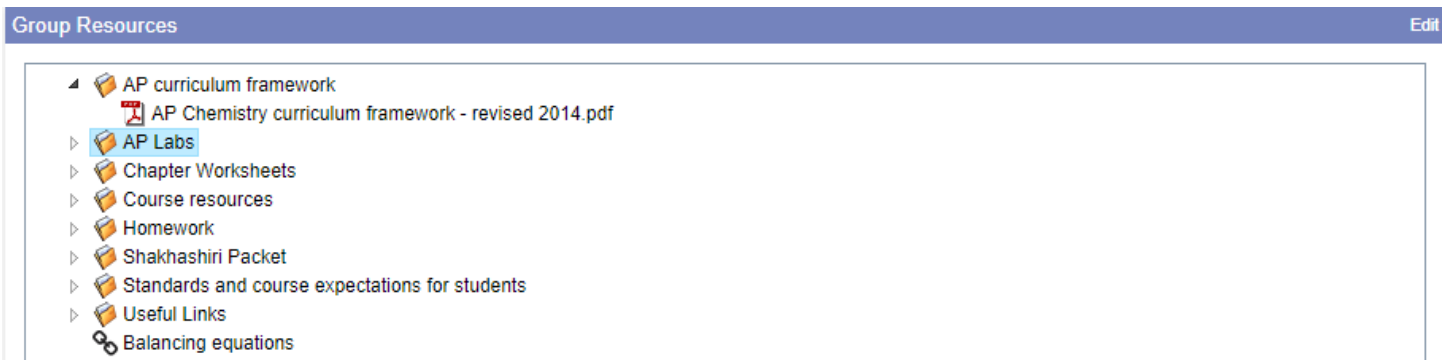 Group Resources Edit
AP curriculum framework
AP Chemistry curriculum framework - revised 2014.pdf
AP Labs
Chapter Worksheets
Course resources
Homework
Shakhashiri Packet
Standards and course expectations for students
Useful Links
Balancing equations